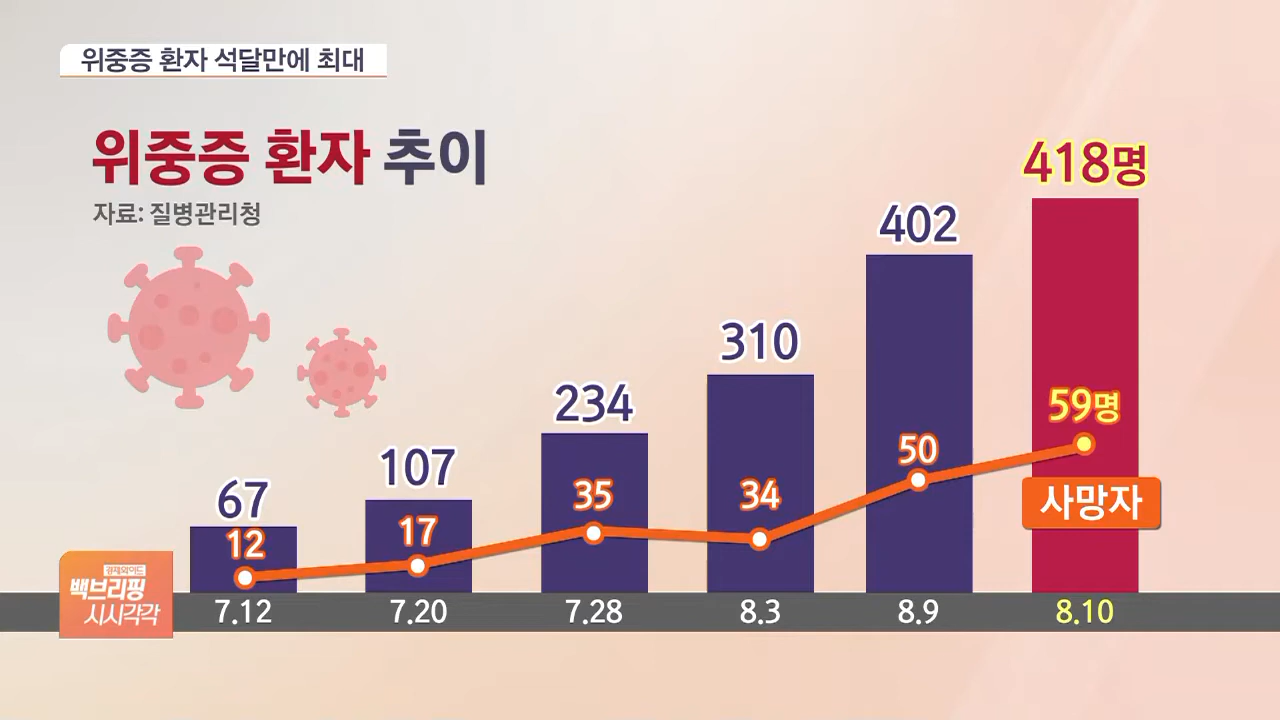 위중증 환자 석달만에 최대
위중증 환자 추이
자료: 질병관리청
418명
402
310
234
107
67
59명
50
34
35
17
12
사망자
경제와이드
백브리핑
시시각각
7.12
7.20
7.28
8.3
8.9
8.10